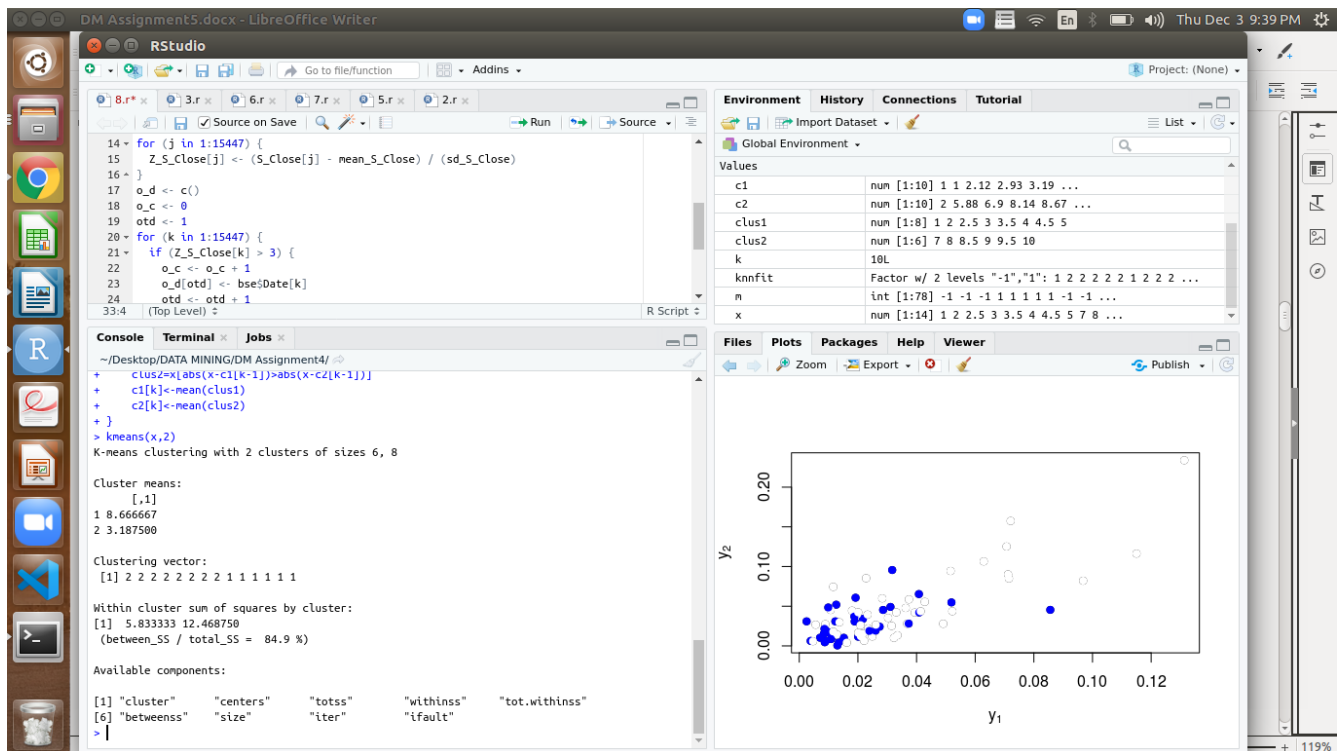 DM Assignment5.docx - LibreOffice Writer
En
Thu Dec 3 9:39 PM
RStudio
Go to file/function
Addins
Project: (None)
8.r*
3.r
6.r
7.r
5.r
2.r
Source on Save
Run
Source
14 for (j in 1:15447) {
15 Z_S_Close[j] <- (S_Close[j] - mean_S_Close) / (sd_S_Close)
16 }
17 o_d <- c()
18 o_c <- 0
19 otd <- 1
20 for (k in 1:15447) {
21 if (Z_S_Close[k] > 3) {
22 o_c <- o_c + 1
23 o_d[otd] <- bse$Date[k]
24 otd <- otd + 1
33:4 (Top Level) R Script
Console Terminal Jobs
~/Desktop/DATA MINING/DM Assignment4/
+ clus2=x[abs(x-c1[k-1])>abs(x-c2[k-1])]
+ c1[k]<-mean(clus1)
+ c2[k]<-mean(clus2)
+ }
> kmeans(x,2)
K-means clustering with 2 clusters of sizes 6, 8
Cluster means:
[,1]
1 8.666667
2 3.187500
Clustering vector:
[1] 2 2 2 2 2 2 2 2 1 1 1 1 1 1
Within cluster sum of squares by cluster:
[1] 5.833333 12.468750
(between_SS / total_SS = 84.9 %)
Available components:
[1] "cluster" "centers" "totss" "withinss" "tot.withinss"
[6] "betweenss" "size" "iter" "ifault"
>
Environment History Connections Tutorial
Import Dataset List
Global Environment
Values
c1 num [1:10] 1 1 2.12 2.93 3.19 ...
c2 num [1:10] 2 5.88 6.9 8.14 8.67 ...
clus1 num [1:8] 1 2 2.5 3 3.5 4 4.5 5
clus2 num [1:6] 7 8 8.5 9 9.5 10
k 10L
knnfit Factor w/ 2 levels "-1","1": 1 2 2 2 2 2 1 2 2 2 ...
m int [1:78] -1 -1 -1 1 1 1 1 1 -1 -1 ...
x num [1:14] 1 2 2.5 3 3.5 4 4.5 5 7 8 ...
Files Plots Packages Help Viewer
Zoom Export Publish
0.20
0.10
0.00
y2
0.00 0.02 0.04 0.06 0.08 0.10 0.12
y1
119%